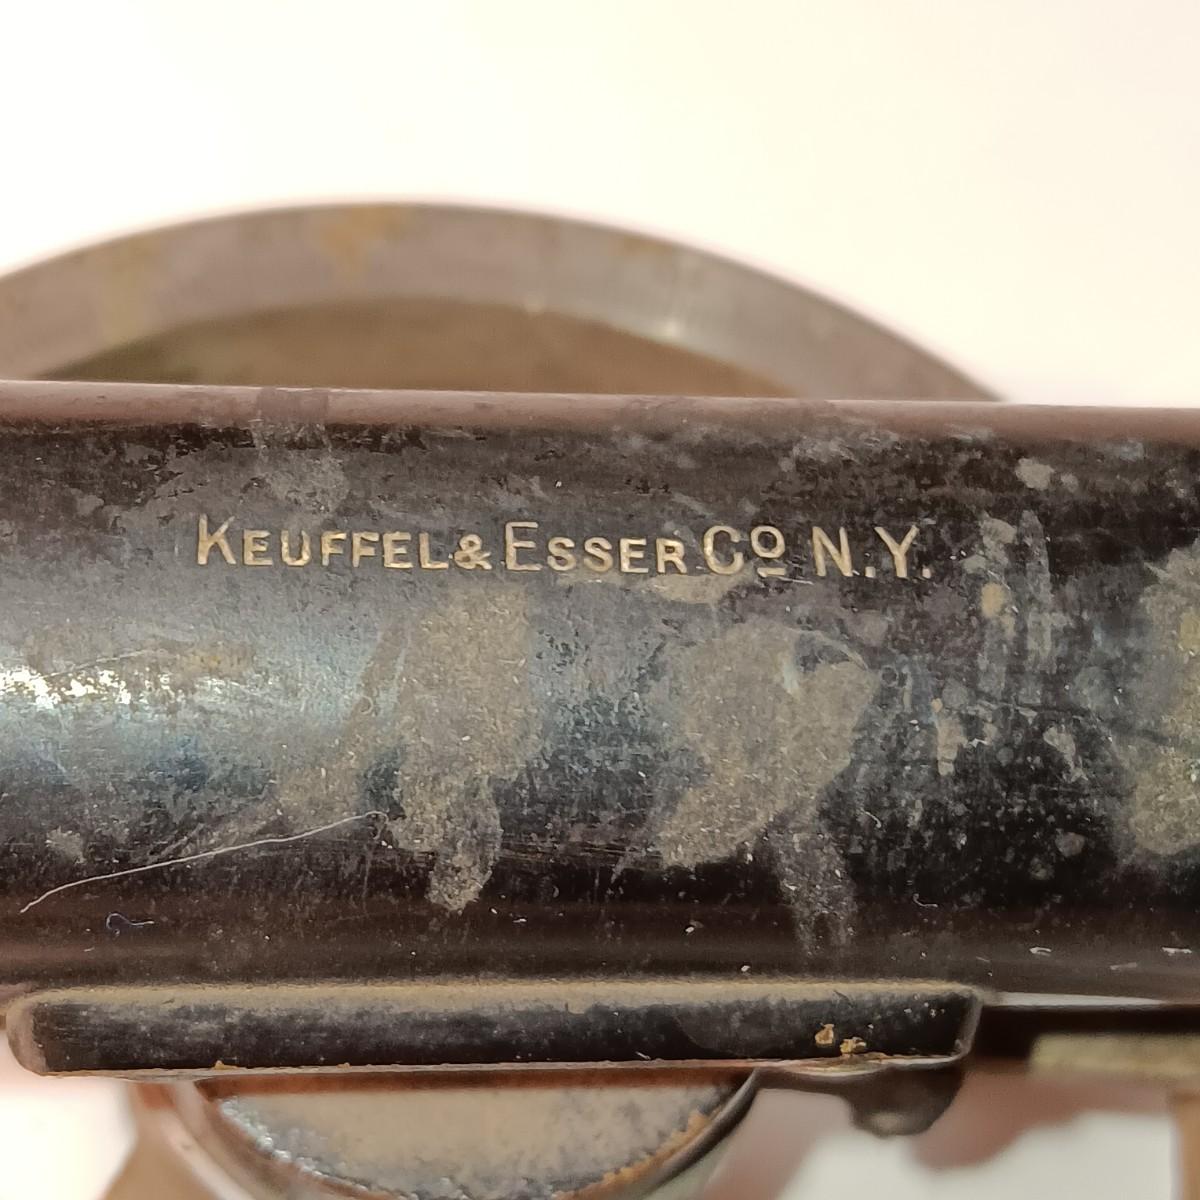 KEUFFEL & ESSER Cº N.Y.